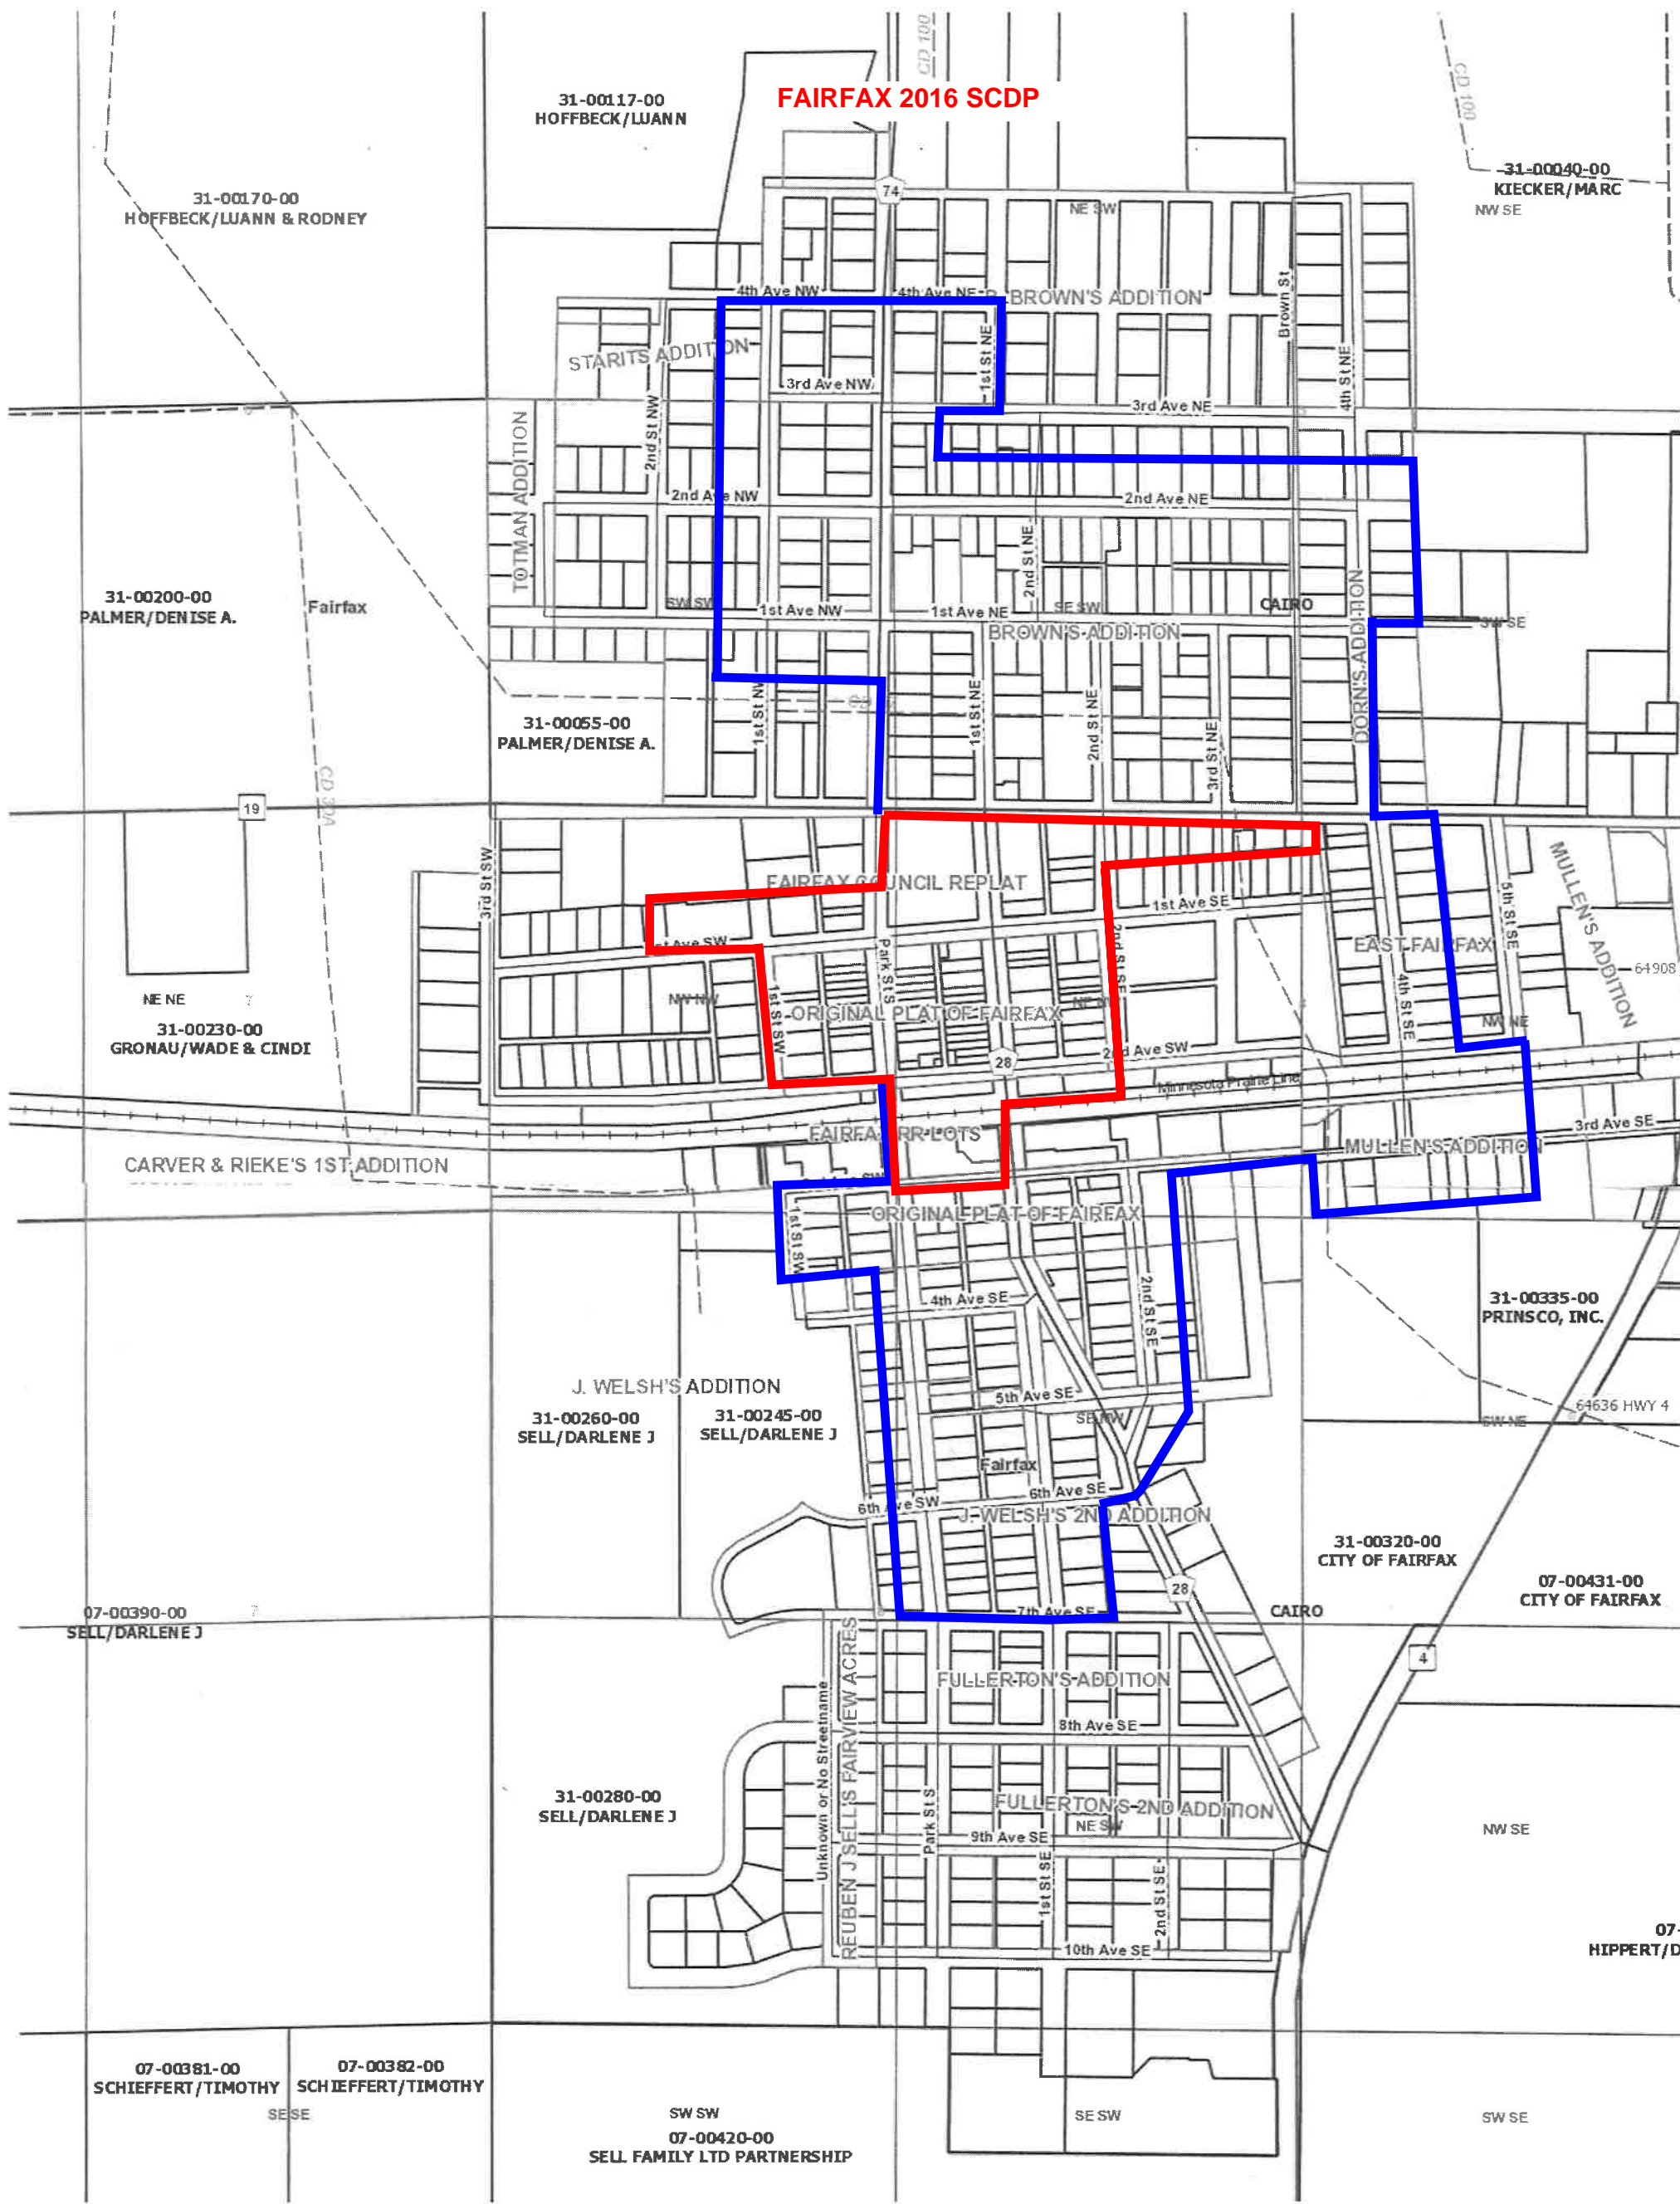 CD 100
FAIRFAX 2016 SCDP
31-00117-00
HOFFBECK/LUANN
CD 100
31-00040-00
KIECKER/MARC
NW SE
31-00170-00
HOFFBECK/LUANN & RODNEY
74
NE SW
4th Ave NW
4th Ave NE
BROWN'S ADDITION
Brown St
STARITS ADDITION
1st St NE
4th St NE
3rd Ave NW
3rd Ave NE
2nd St NW
TOTMAN ADDITION
2nd Ave NW
2nd Ave NE
2nd St NE
31-00200-00
PALMER/DENISE A.
Fairfax
SW SW
1st Ave NW
1st Ave NE
SE SW
CAIRO
DORN'S ADDITION
SW SE
BROWN'S ADDITION
31-00055-00
PALMER/DENISE A.
1st St NW
1st St NE
2nd St NE
3rd St NE
CD 30A
19
3rd St SW
FAIRFAX COUNCIL REPLAT
MULLEN'S ADDITION
1st Ave SE
5th St SE
Park St S
2nd St SE
EAST FAIRFAX
64908
NE NE
31-00230-00
GRONAU/WADE & CINDI
NW NW
1st St SW
ORIGINAL PLAT OF FAIRFAX
4th St SE
NW NE
28
2nd Ave SW
Minnesota Prairie Line
FAIRFAX RR LOTS
3rd Ave SE
MULLEN'S ADDITION
CARVER & RIEKE'S 1ST ADDITION
ORIGINAL PLAT OF FAIRFAX
1st St SW
4th Ave SE
2nd St SE
31-00335-00
PRINSCO, INC.
J. WELSH'S ADDITION
31-00260-00
SELL/DARLENE J
31-00245-00
SELL/DARLENE J
5th Ave SE
SE NW
64636 HWY 4
SW NE
Fairfax
6th Ave SW
6th Ave SE
J. WELSH'S 2ND ADDITION
31-00320-00
CITY OF FAIRFAX
07-00431-00
CITY OF FAIRFAX
28
7th Ave SE
CAIRO
07-00390-00
SELL/DARLENE J
4
REUBEN J SELL'S FAIRVIEW ACRES
Unknown or No Streetname
FULLERTON'S ADDITION
8th Ave SE
31-00280-00
SELL/DARLENE J
Park St S
FULLERTON'S 2ND ADDITION
NE SW
9th Ave SE
NW SE
1st St SE
2nd St SE
10th Ave SE
07-
HIPPERT/D
07-00381-00
SCHIEFFERT/TIMOTHY
07-00382-00
SCHIEFFERT/TIMOTHY
SE SE
SW SW
07-00420-00
SELL FAMILY LTD PARTNERSHIP
SE SW
SW SE